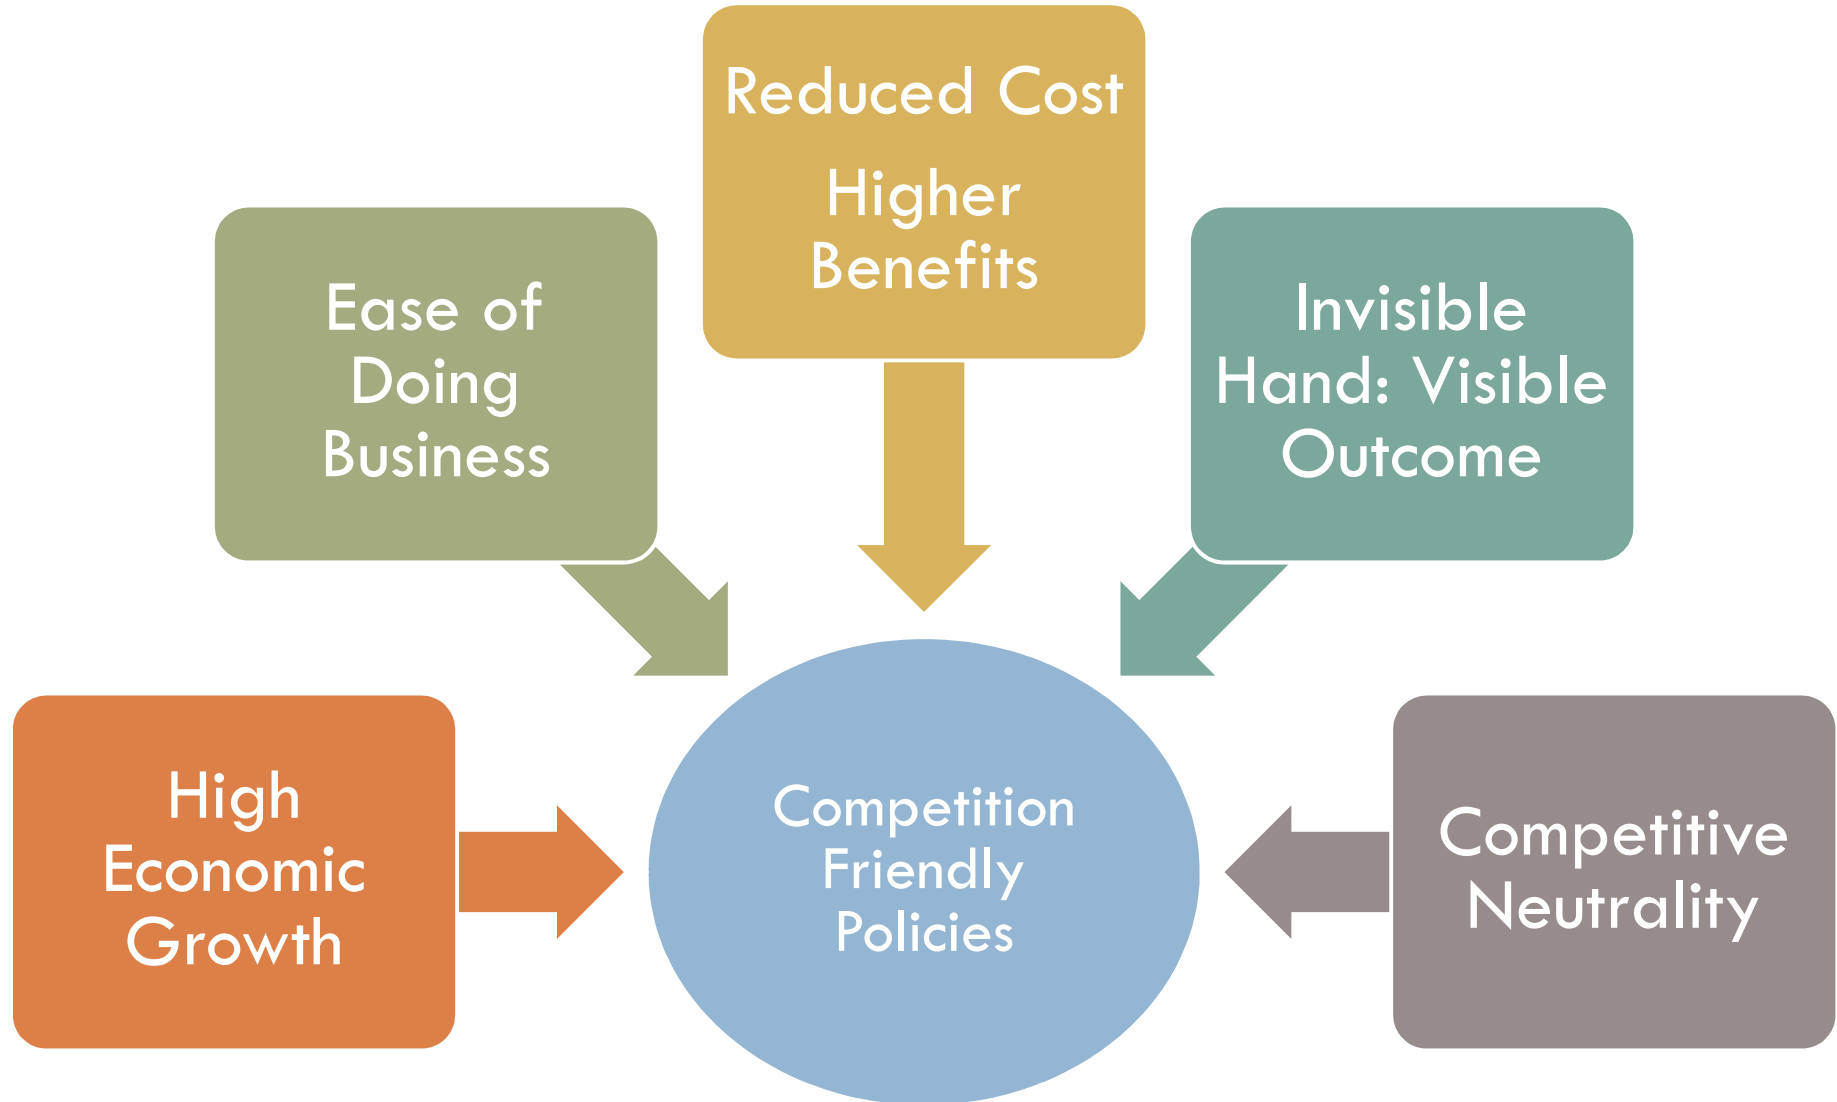 Reduced Cost
Higher
Benefits
Ease of
Doing
Business
Invisible
Hand: Visible
Outcome
High
Economic
Growth
Competition
Friendly
Policies
Competitive
Neutrality